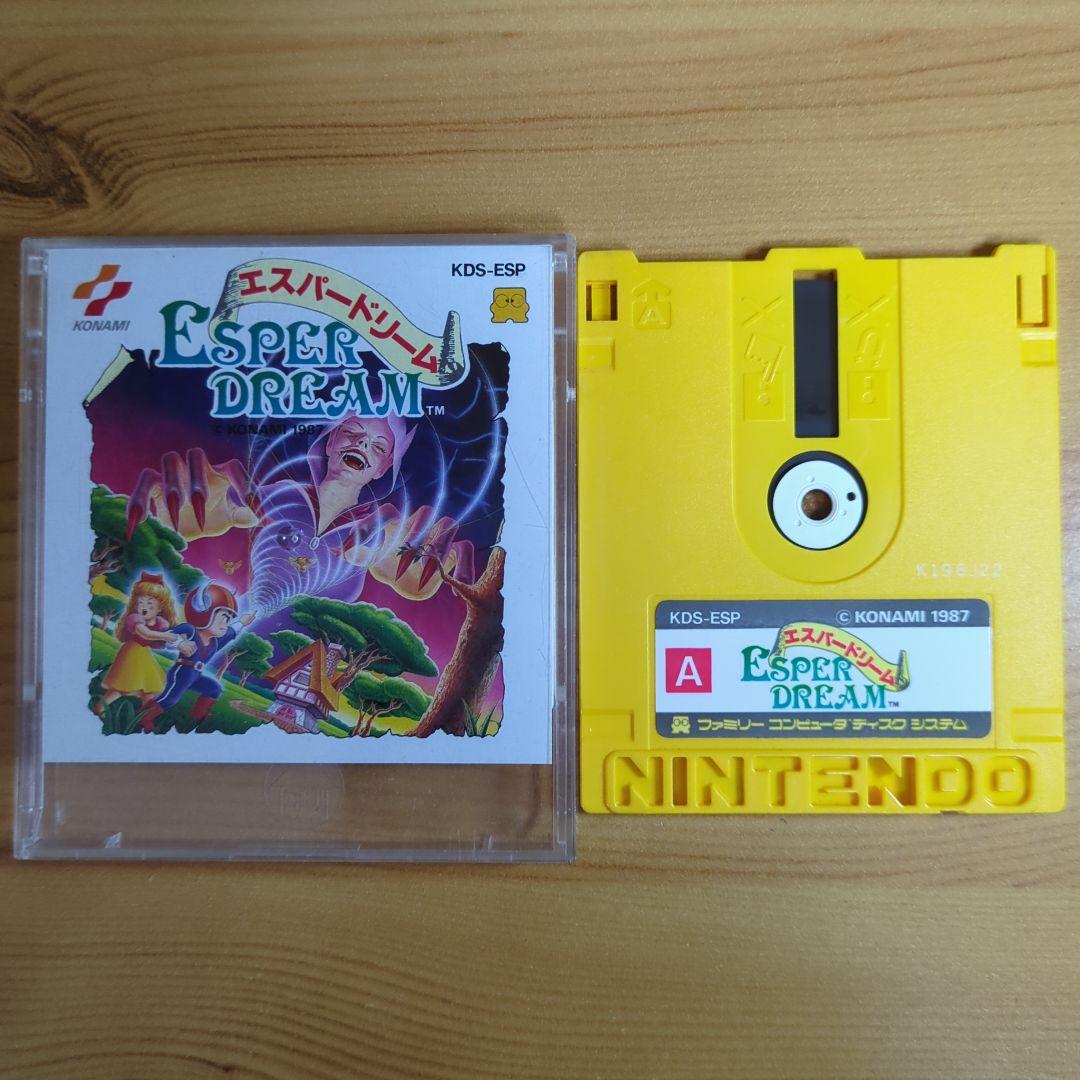 KONAMI
KDS-ESP
エスパードリーム
ESPER
DREAM™
© KONAMI 1987
A
K196J22
KDS-ESP
© KONAMI 1987
A
エスパードリーム
ESPER
DREAM™
ファミリー コンピュータ ディスク システム
NINTENDO